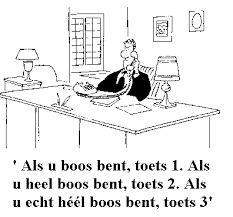 ' Als u boos bent, toets 1. Als
u heel boos bent, toets 2. Als
u echt héél boos bent, toets 3'